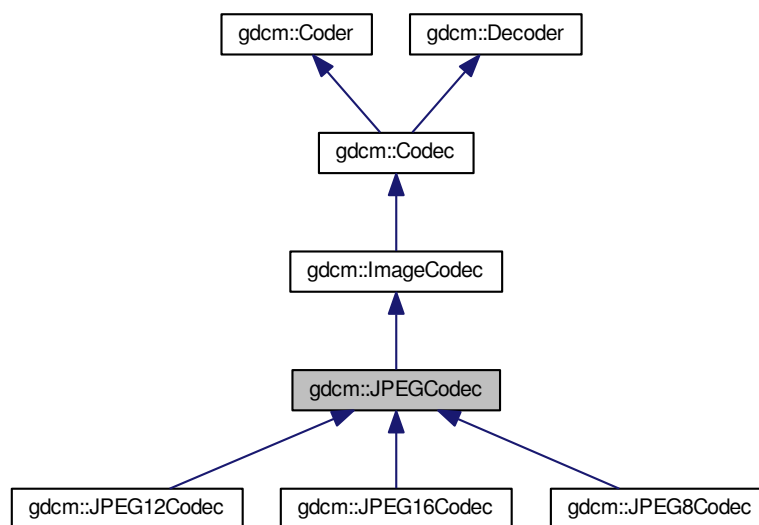 gdcm::Coder
gdcm::Decoder
gdcm::Codec
gdcm::ImageCodec
gdcm::JPEGCodec
gdcm::JPEG12Codec
gdcm::JPEG16Codec
gdcm::JPEG8Codec